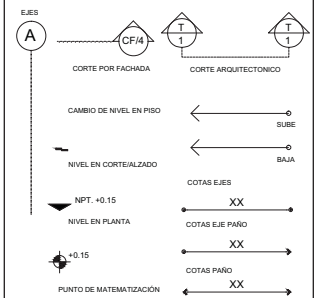 EJES
A
CF/4
T
1
T
1
CORTE POR FACHADA
CORTE ARQUITECTONICO
CAMBIO DE NIVEL EN PISO
SUBE
BAJA
NIVEL EN CORTE/ALZADO
COTAS EJES
NPT. +0.15
XX
NIVEL EN PLANTA
COTAS EJE PAÑO
+0.15
XX
COTAS PAÑO
PUNTO DE MATEMATIZACIÓN
XX